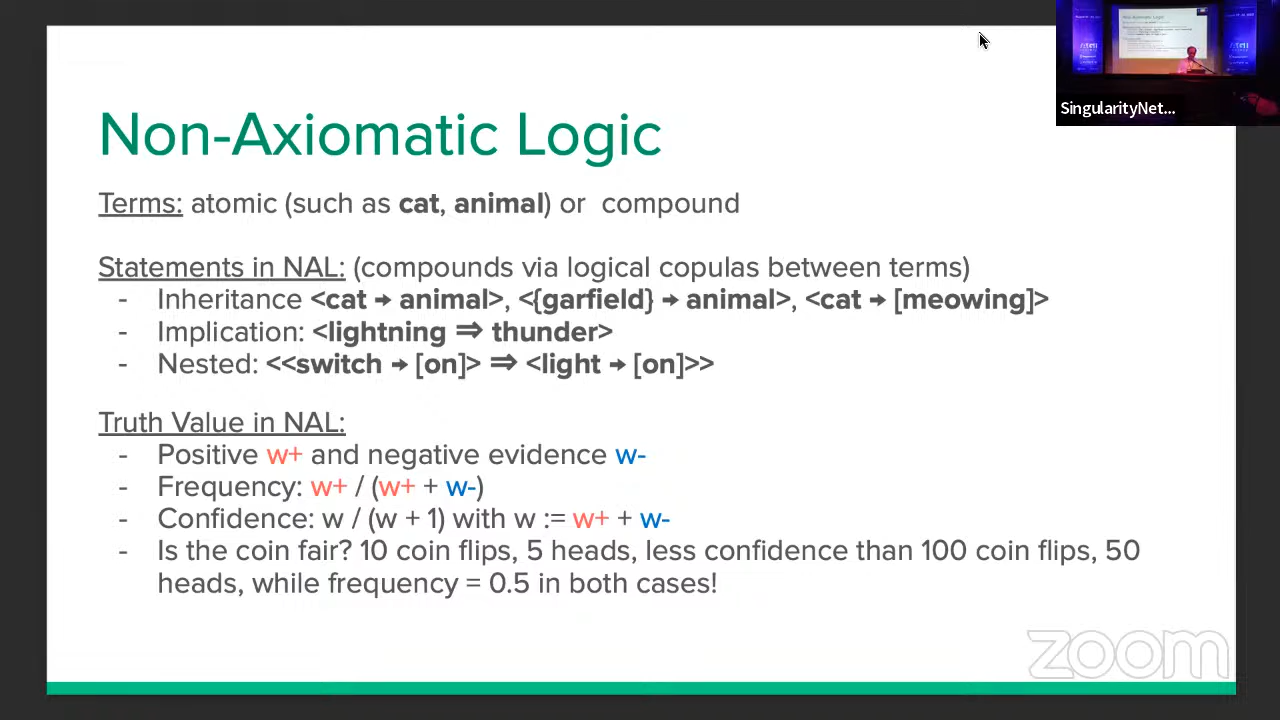 Non-Axiomatic Logic
SingularityNet...
Terms: atomic (such as cat, animal) or compound
Statements in NAL: (compounds via logical copulas between terms)
- Inheritance <cat → animal>, <{garfield} → animal>, <cat → [meowing]>
- Implication: <lightning ⇒ thunder>
- Nested: <<switch → [on]> ⇒ <light → [on]>>
Truth Value in NAL:
- Positive w+ and negative evidence w-
- Frequency: w+ / (w+ + w-)
- Confidence: w / (w + 1) with w := w+ + w-
- Is the coin fair? 10 coin flips, 5 heads, less confidence than 100 coin flips, 50
heads, while frequency = 0.5 in both cases!
zoom